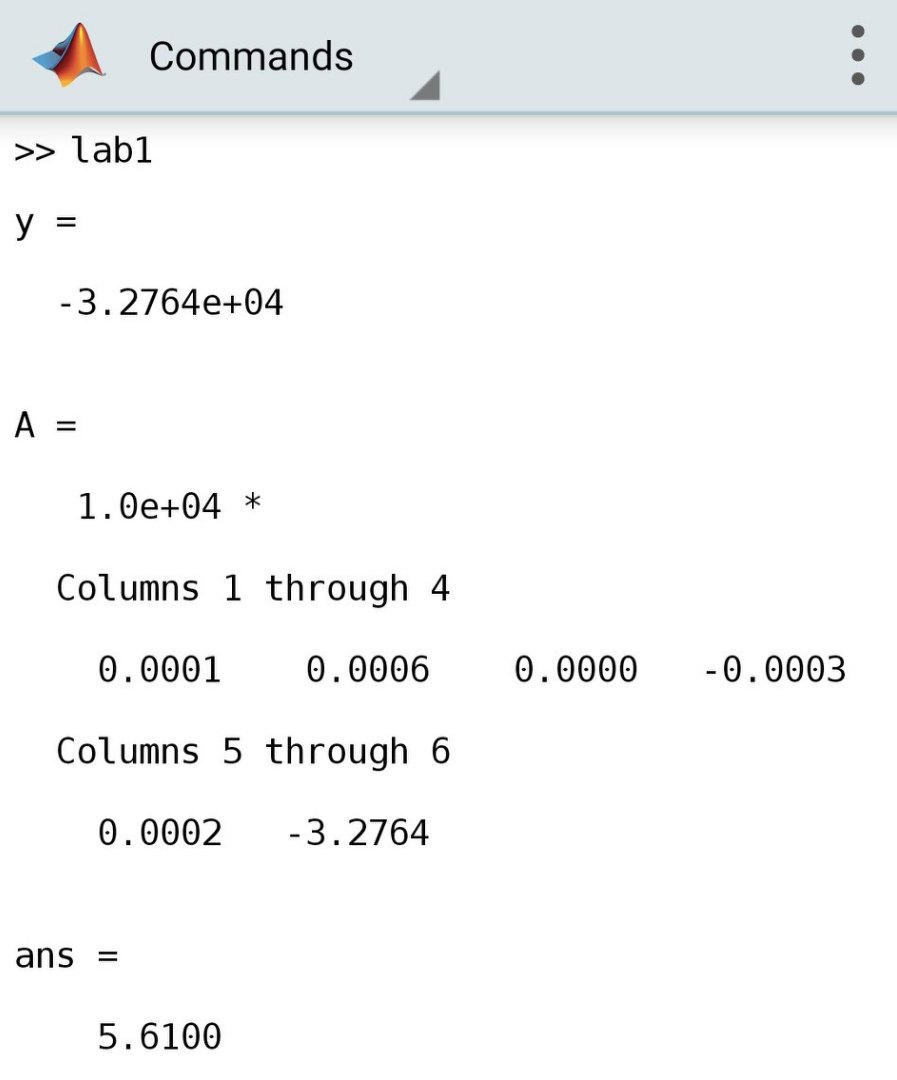 Commands
>> lab1
y =
-3.2764e+04
A =
1.0e+04 *
Columns 1 through 4
0.0001 0.0006 0.0000 -0.0003
Columns 5 through 6
0.0002 -3.2764
ans =
5.6100